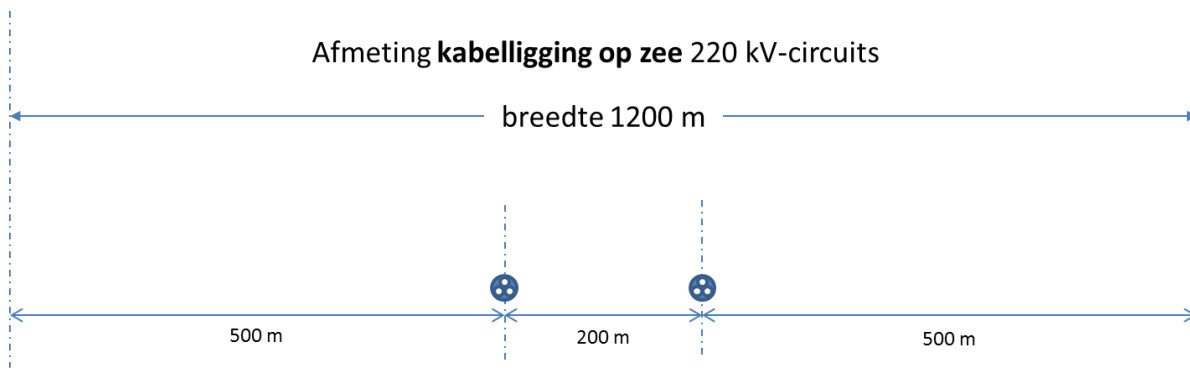 Afmeting kabelligging op zee 220 kV-circuits
breedte 1200 m
500 m
200 m
500 m